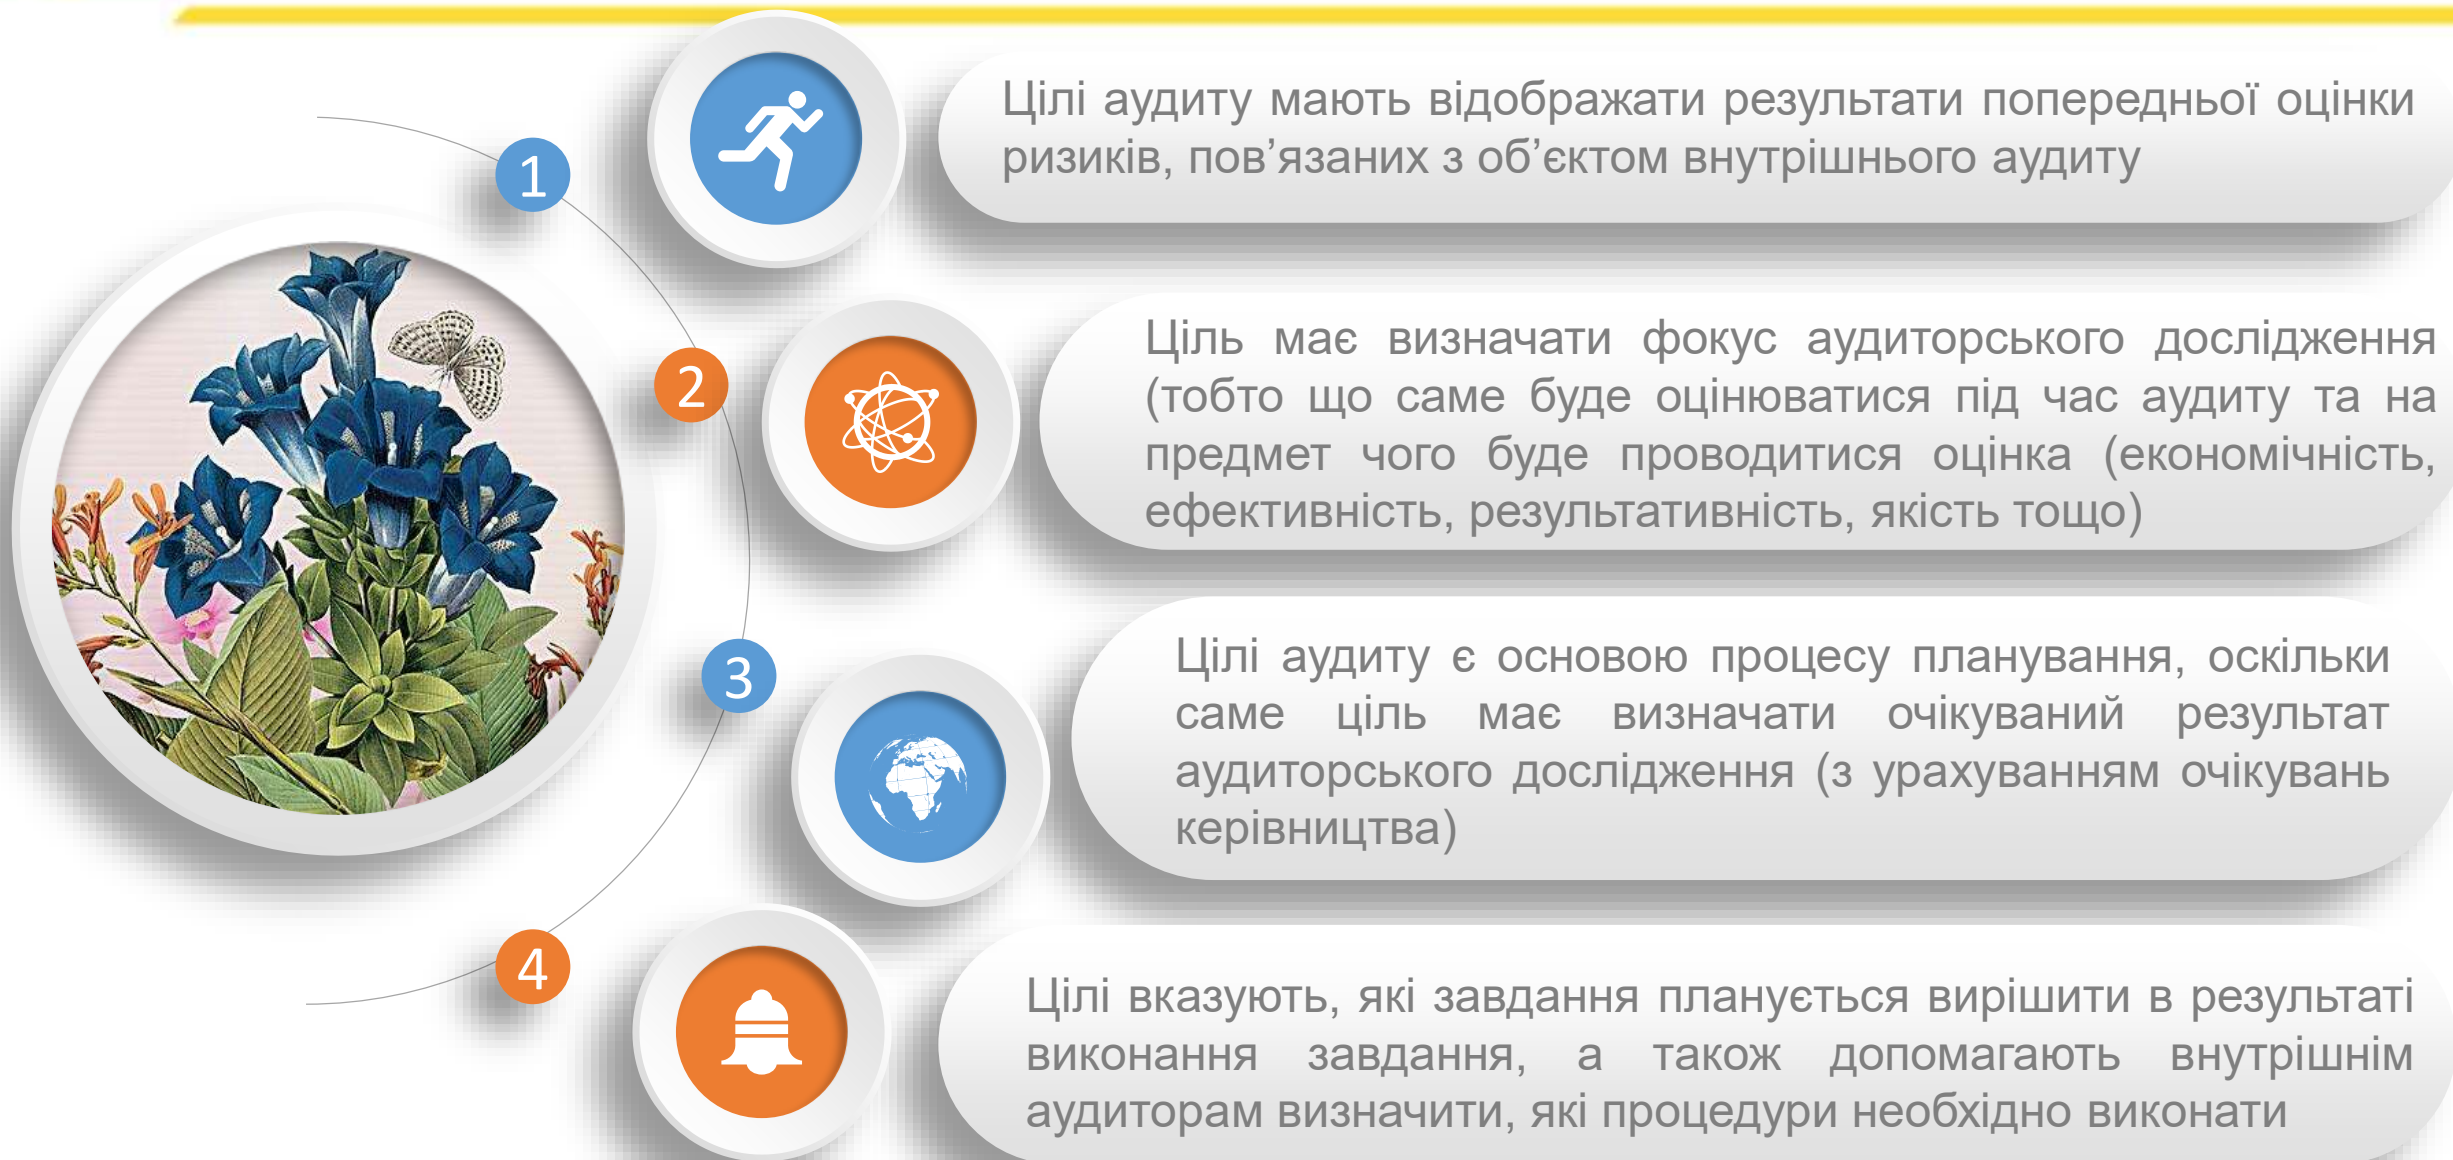 1
Цілі аудиту мають відображати результати попередньої оцінки
ризиків, пов’язаних з об’єктом внутрішнього аудиту
2
Ціль має визначати фокус аудиторського дослідження
(тобто що саме буде оцінюватися під час аудиту та на
предмет чого буде проводитися оцінка (економічність,
ефективність, результативність, якість тощо)
3
Цілі аудиту є основою процесу планування, оскільки
саме ціль має визначати очікуваний результат
аудиторського дослідження (з урахуванням очікувань
керівництва)
4
Цілі вказують, які завдання планується вирішити в результаті
виконання завдання, а також допомагають внутрішнім
аудиторам визначити, які процедури необхідно виконати